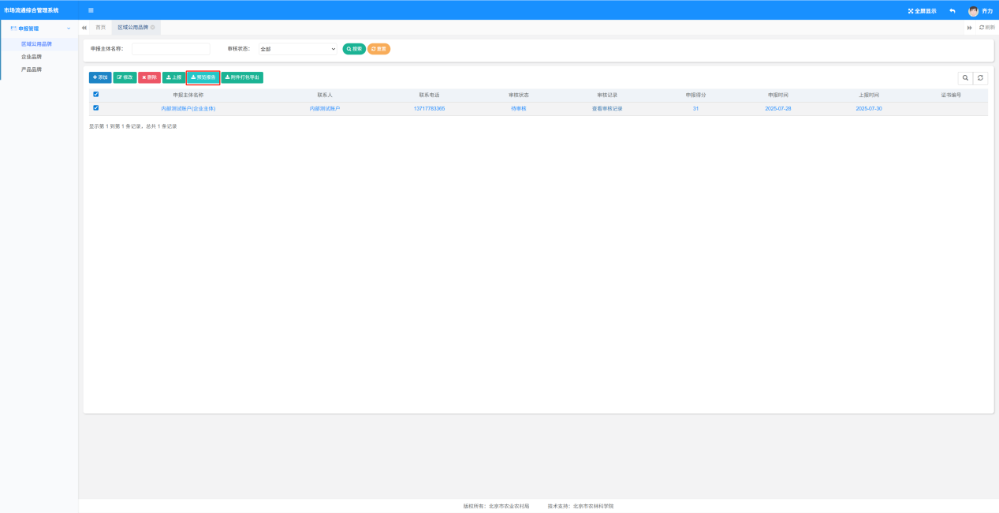 市场流通综合管理系统
全屏显示
齐力
申报管理
首页
区域公用品牌
刷新
区域公用品牌
企业品牌
产品品牌
申报主体名称：
审核状态：
全部
搜索
重置
添加
修改
删除
上报
预览报告
附件打包导出
申报主体名称 联系人 联系电话 审核状态 审核记录 申报得分 申报时间 上报时间 证书编号
内部测试账户(企业主体) 内部测试账户 13717783365 待审核 查看审核记录 31 2025-07-28 2025-07-30
显示第 1 到第 1 条记录，总共 1 条记录
版权所有：北京市农业农村局 技术支持：北京市农林科学院